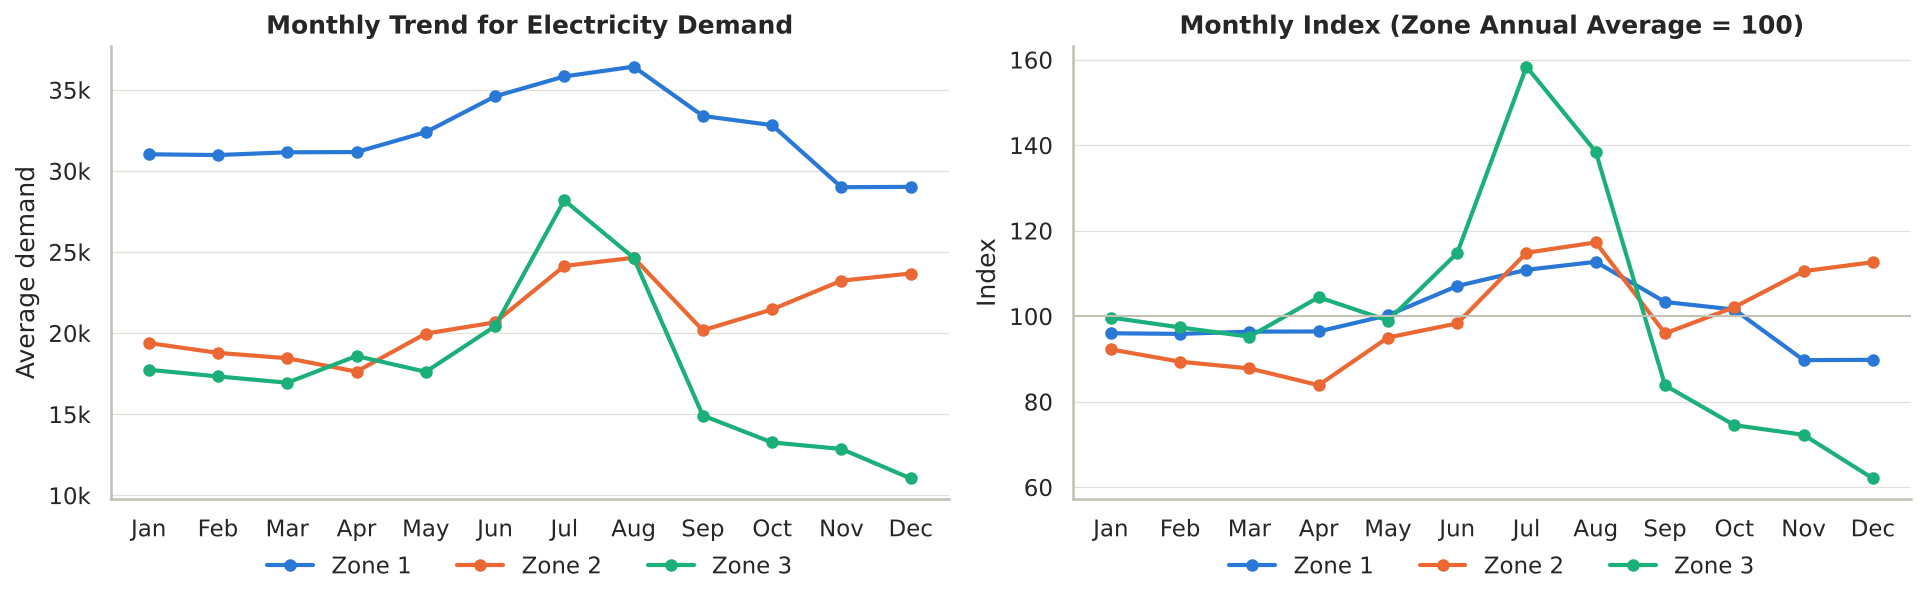 Monthly Trend for Electricity Demand
Average demand
35k
30k
25k
20k
15k
10k
Jan Feb Mar Apr May Jun Jul Aug Sep Oct Nov Dec
Zone 1 Zone 2 Zone 3
Monthly Index (Zone Annual Average = 100)
Index
160
140
120
100
80
60
Jan Feb Mar Apr May Jun Jul Aug Sep Oct Nov Dec
Zone 1 Zone 2 Zone 3